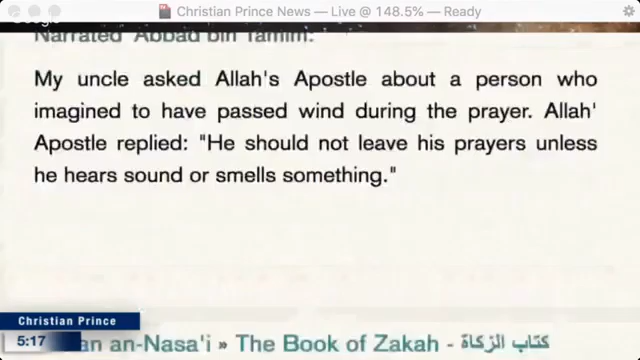 Christian Prince News — Live @ 148.5% — Ready
Narrated 'Abbad bin Tamim:
My uncle asked Allah's Apostle about a person who
imagined to have passed wind during the prayer. Allah'
Apostle replied: "He should not leave his prayers unless
he hears sound or smells something."
Christian Prince
5:17
an an-Nasa'i » The Book of Zakah - كتاب الزكاة